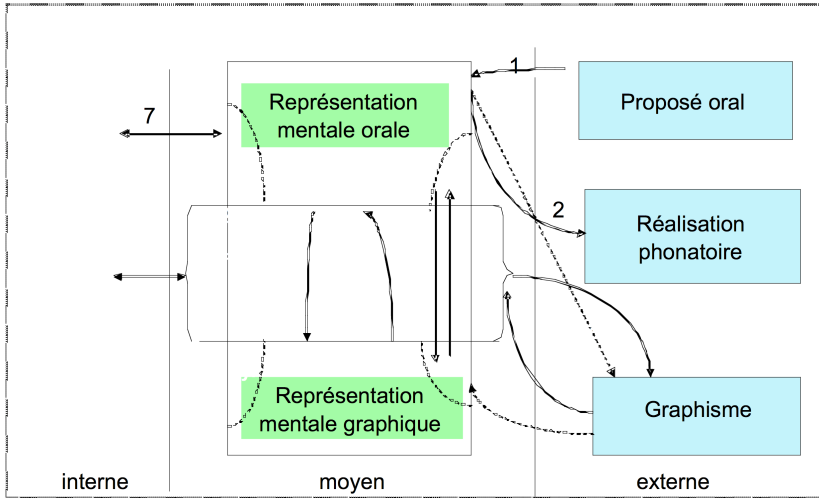 1
Proposé oral
Représentation
mentale orale
7
2
Réalisation
phonatoire
Représentation
mentale graphique
Graphisme
interne
moyen
externe